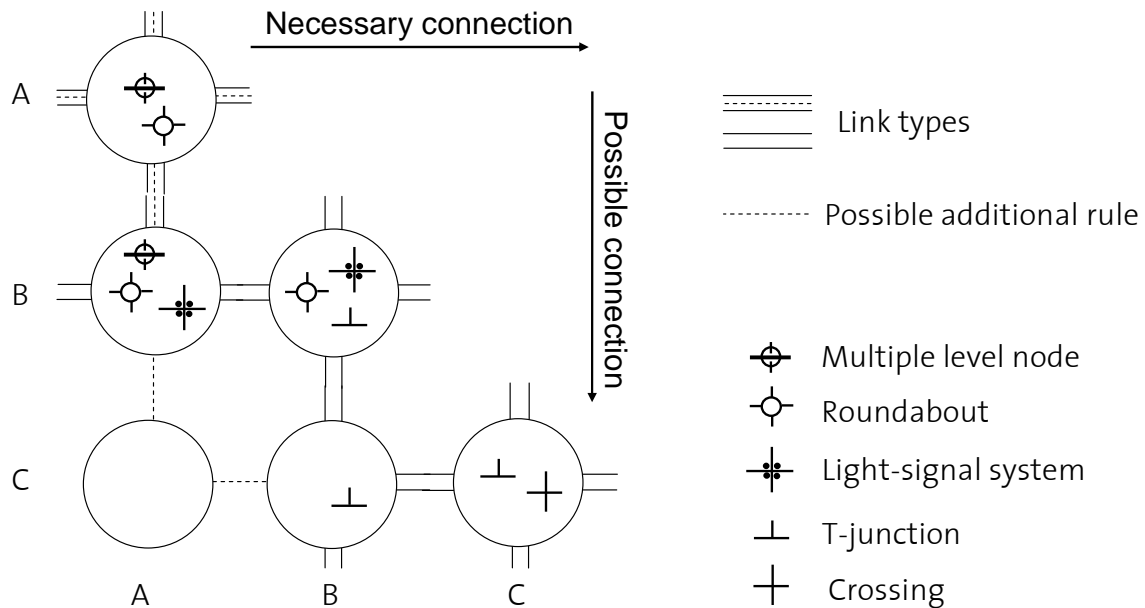 Necessary connection
Possible connection
A
B
C
A
B
C
Link types
Possible additional rule
Multiple level node
Roundabout
Light-signal system
T-junction
Crossing